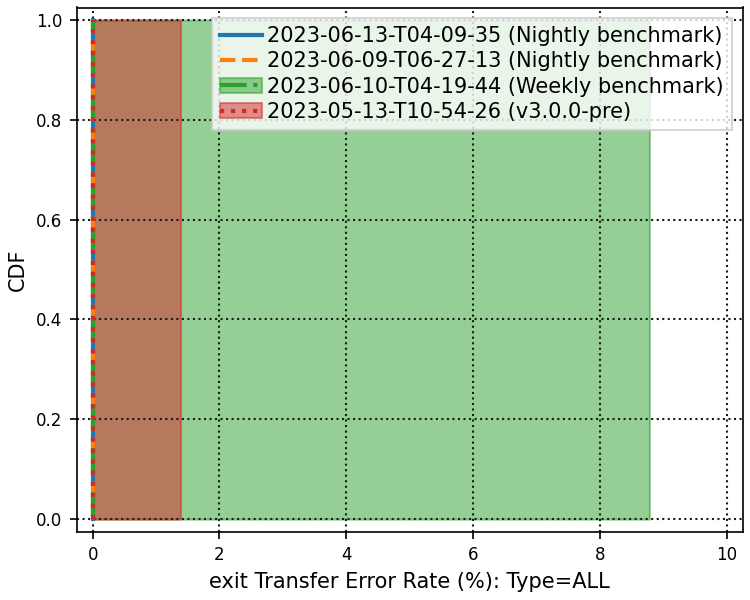 2023-06-13-T04-09-35 (Nightly benchmark)
2023-06-09-T06-27-13 (Nightly benchmark)
2023-06-10-T04-19-44 (Weekly benchmark)
2023-05-13-T10-54-26 (v3.0.0-pre)
CDF
1.0
0.8
0.6
0.4
0.2
0.0
0 2 4 6 8 10
exit Transfer Error Rate (%): Type=ALL